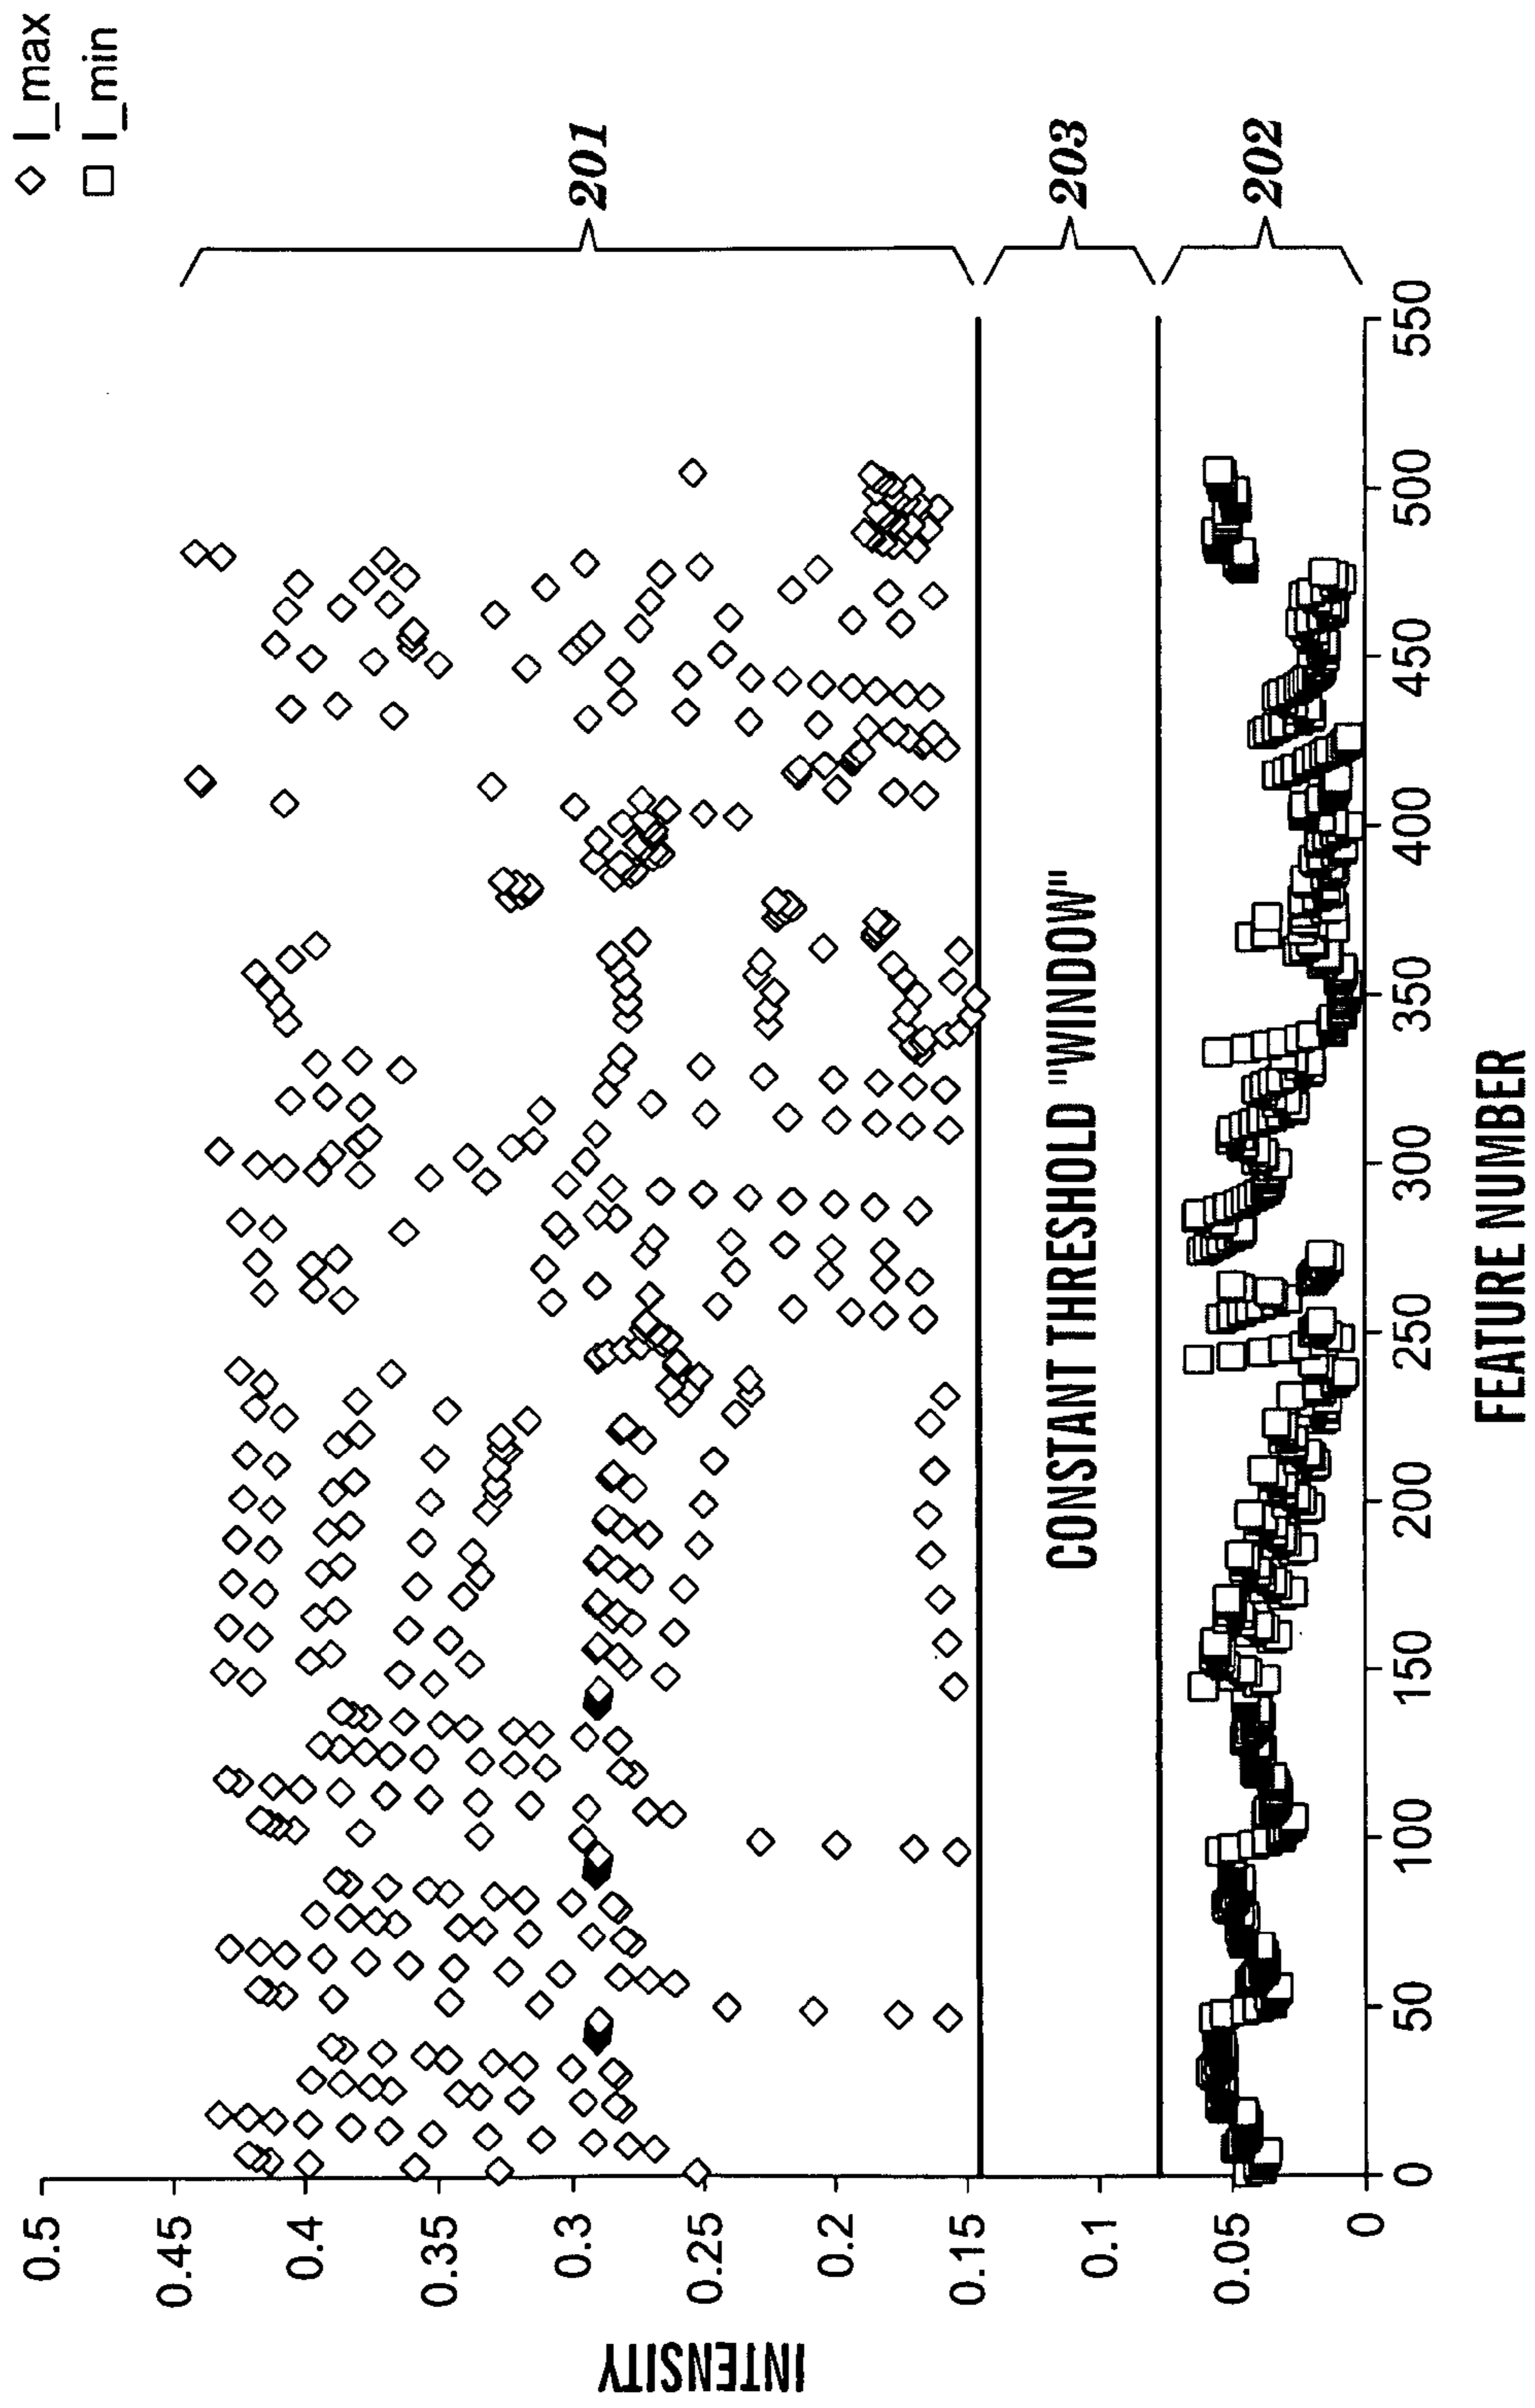 ◇ I_max
□ I_min
INTENSITY
0.5
0.45
0.4
0.35
0.3
0.25
0.2
0.15
0.1
0.05
0
201
203
202
CONSTANT THRESHOLD "WINDOW"
0 50 100 150 200 250 300 350 400 450 500 550
FEATURE NUMBER